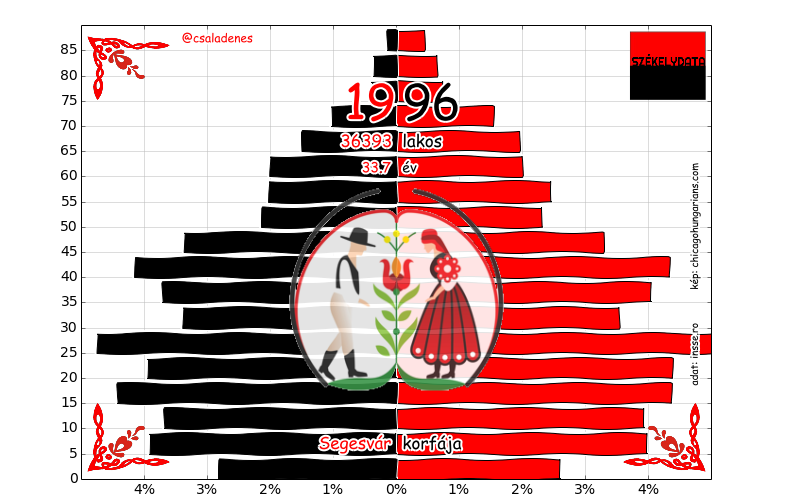 @csaladenes
SZÉKELYDATA
1996
36393 lakos
33.7 év
kép: chicagohungarians.com
adat: insse.ro
Segesvár korfája
85
80
75
70
65
60
55
50
45
40
35
30
25
20
15
10
5
0
4% 3% 2% 1% 0% 1% 2% 3% 4%